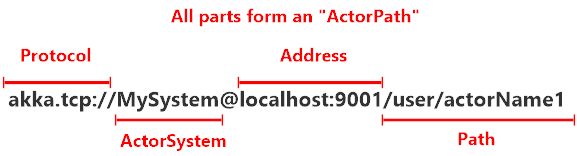 All parts form an "ActorPath"
Protocol
Address
akka.tcp://MySystem@localhost:9001/user/actorName1
ActorSystem
Path